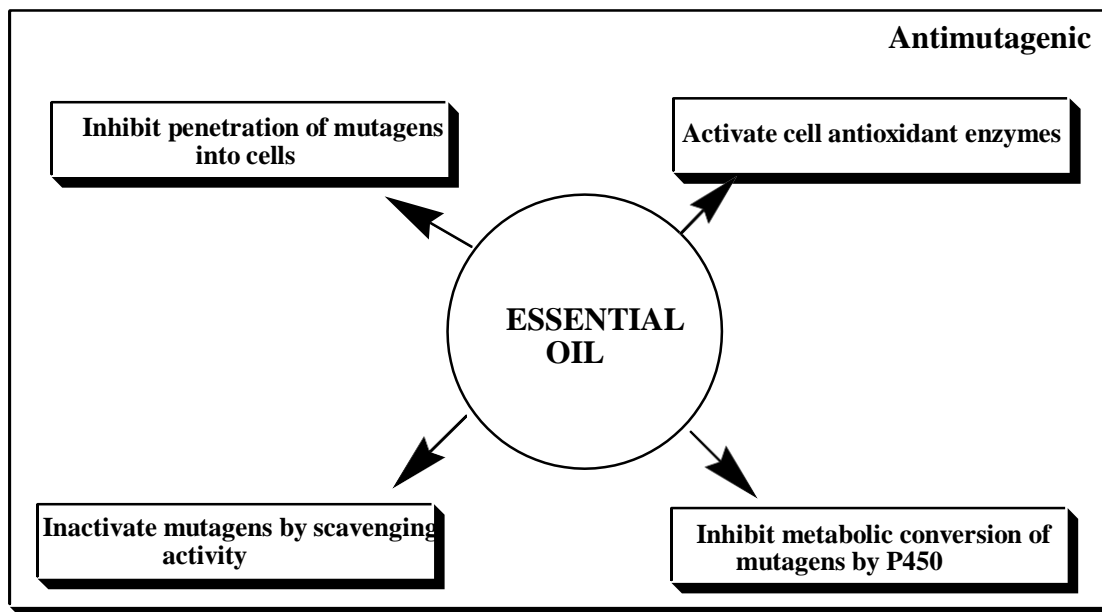 Antimutagenic
Inhibit penetration of mutagens
into cells
Activate cell antioxidant enzymes
ESSENTIAL
OIL
Inactivate mutagens by scavenging
activity
Inhibit metabolic conversion of
mutagens by P450